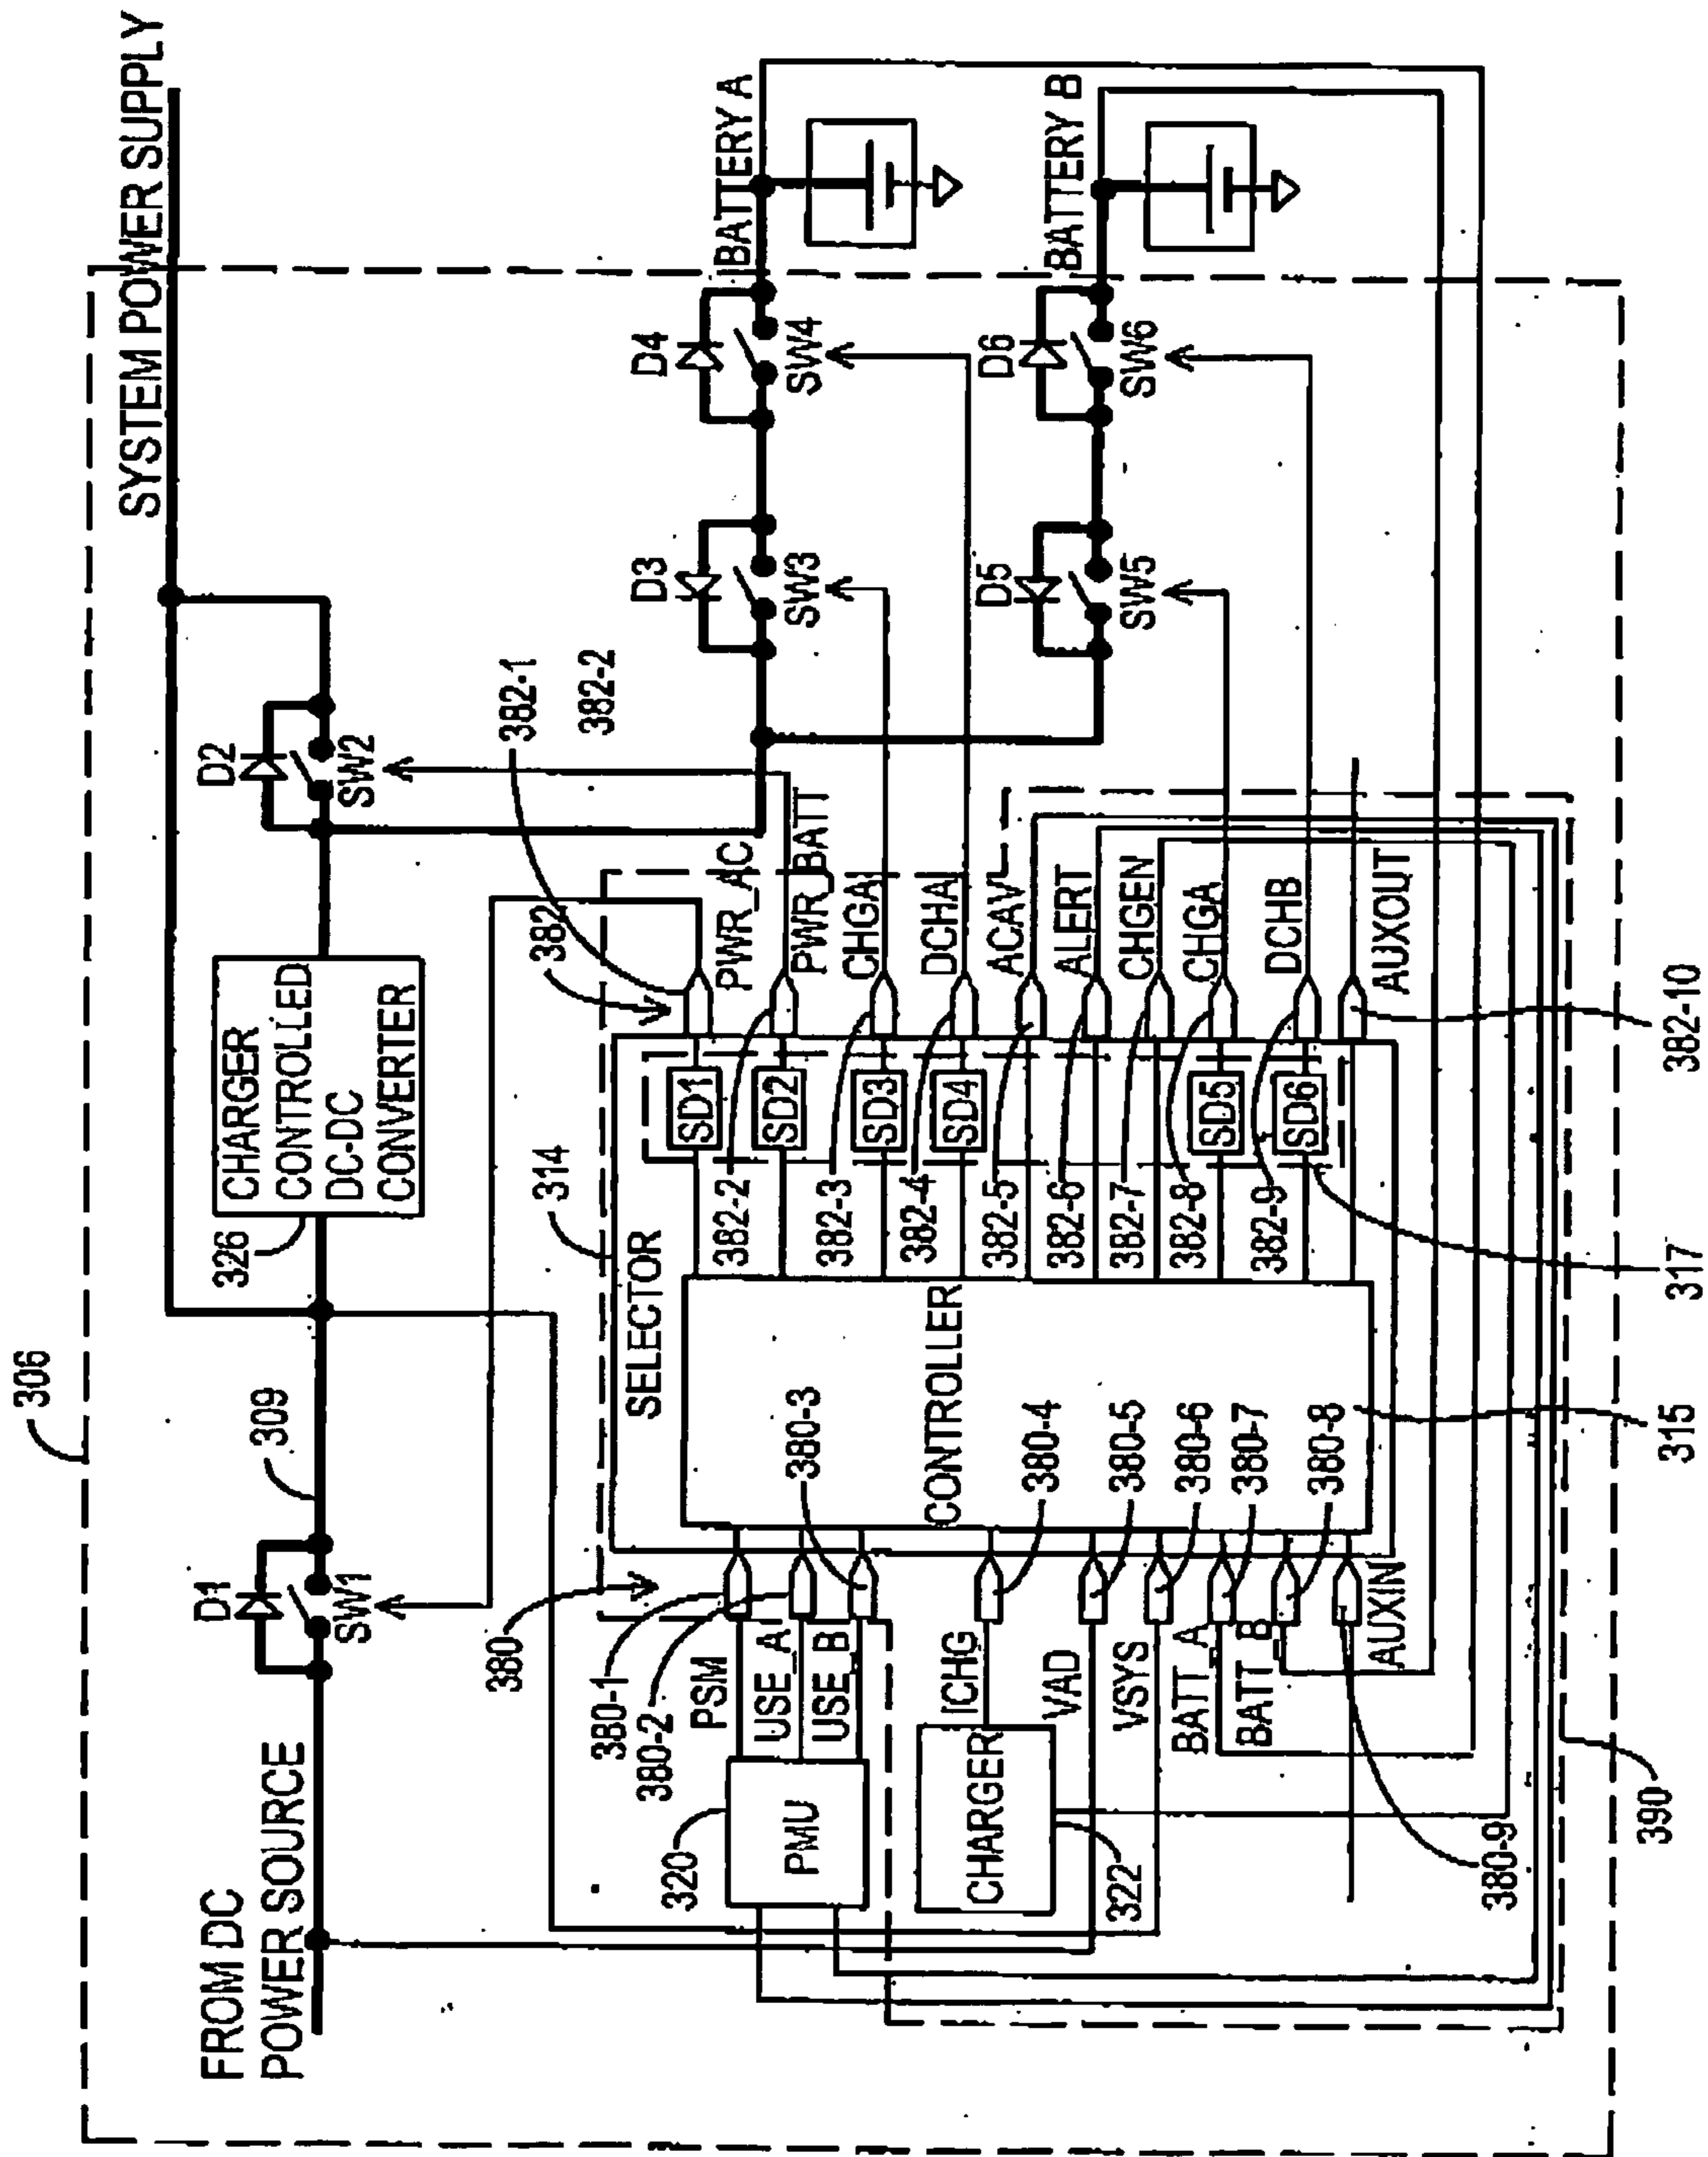 306
FROM DC
POWER SOURCE
D1
SW1
309
326
CHARGER
CONTROLLED
DC-DC
CONVERTER
D2
SW2
SYSTEM POWER SUPPLY
382-1
382-2
D3
SW3
D4
SW4
BATTERY A
D5
SW5
D6
SW6
BATTERY B
314
SELECTOR
CONTROLLER
320
PMU
CHARGER
322
380
380-1
380-2
380-3
380-4
380-5
380-6
380-7
380-8
380-9
PSM
USE_A
USE_B
ICHG
VAD
VSYS
BATT_A
BATT_B
AUXIN
SD1
SD2
SD3
SD4
SD5
SD6
382
382-2
382-3
382-4
382-5
382-6
382-7
382-8
382-9
382-10
PWR_AC
PWR_BATT
CHGA
DCHA
ACAV
ALERT
CHGEN
CHGA
DCHB
AUXOUT
390
315
317